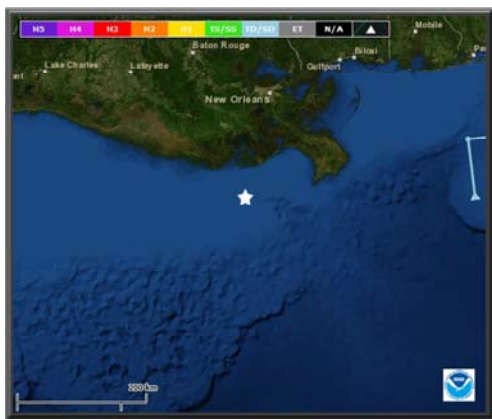 H5 H4 H3 H2 H1 TS/SS TD/SD ET N/A
Mobile
Baton Rouge
Biloxi
Lake Charles
Lafayette
Gulfport
New Orleans
200 km